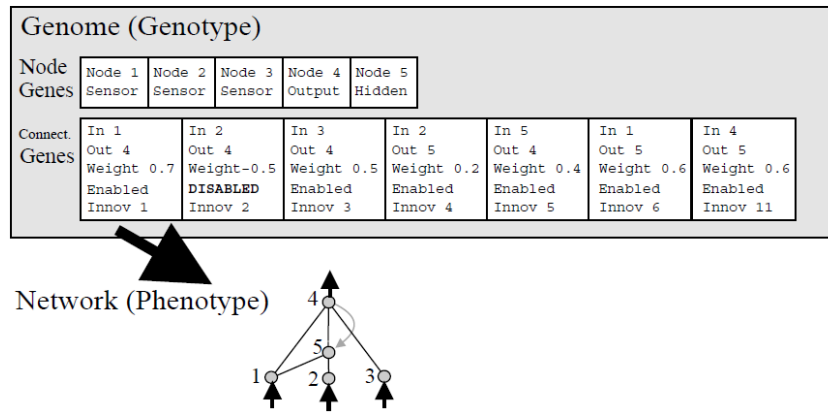 Genome (Genotype)
Node Genes
Node 1 Node 2 Node 3 Node 4 Node 5
Sensor Sensor Sensor Output Hidden
Connect. Genes
In 1 In 2 In 3 In 2 In 5 In 1 In 4
Out 4 Out 4 Out 4 Out 5 Out 4 Out 5 Out 5
Weight 0.7 Weight-0.5 Weight 0.5 Weight 0.2 Weight 0.4 Weight 0.6 Weight 0.6
Enabled DISABLED Enabled Enabled Enabled Enabled Enabled
Innov 1 Innov 2 Innov 3 Innov 4 Innov 5 Innov 6 Innov 11
Network (Phenotype)
4
5
1 2 3